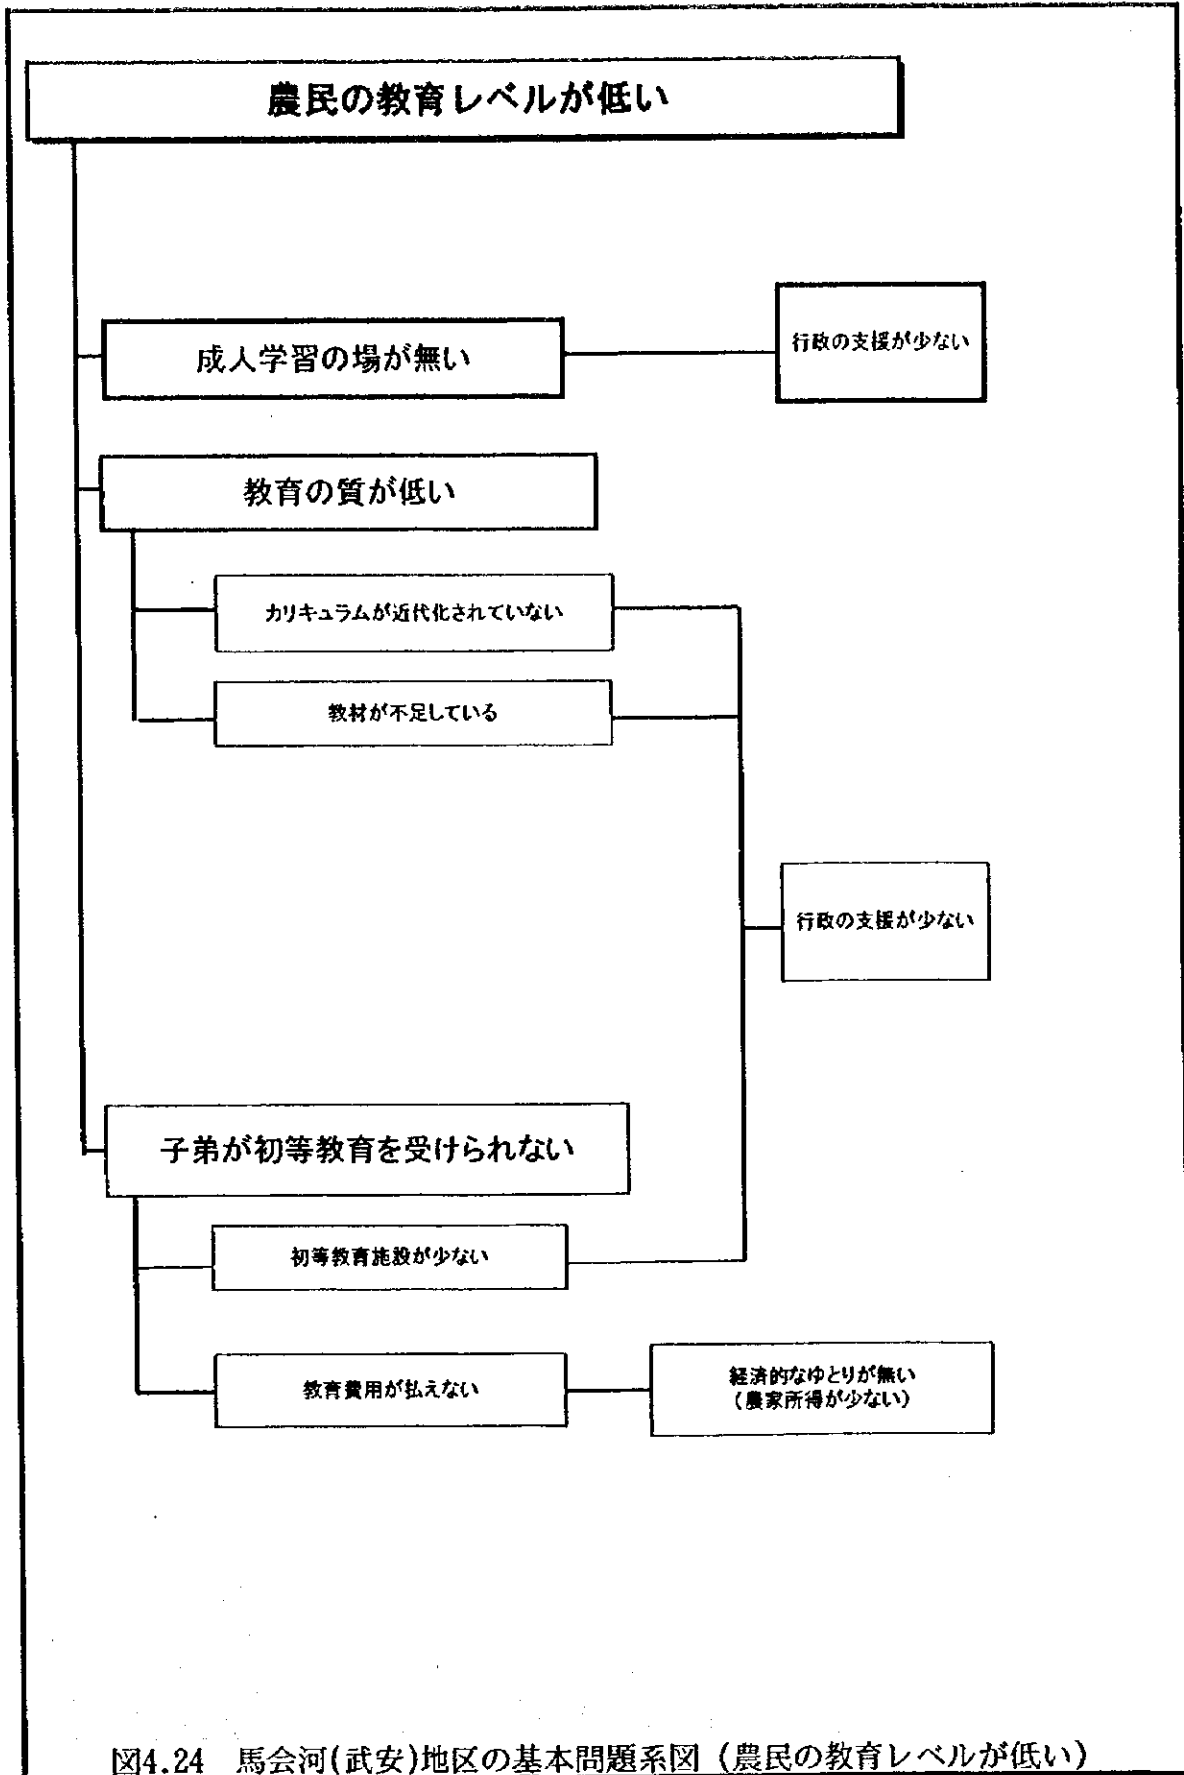 農民の教育レベルが低い
成人学習の場が無い
行政の支援が少ない
教育の質が低い
カリキュラムが近代化されていない
教材が不足している
行政の支援が少ない
子弟が初等教育を受けられない
初等教育施設が少ない
教育費用が払えない
経済的なゆとりが無い
(農家所得が少ない)
図4.24 馬会河(武安)地区の基本問題系図（農民の教育レベルが低い）